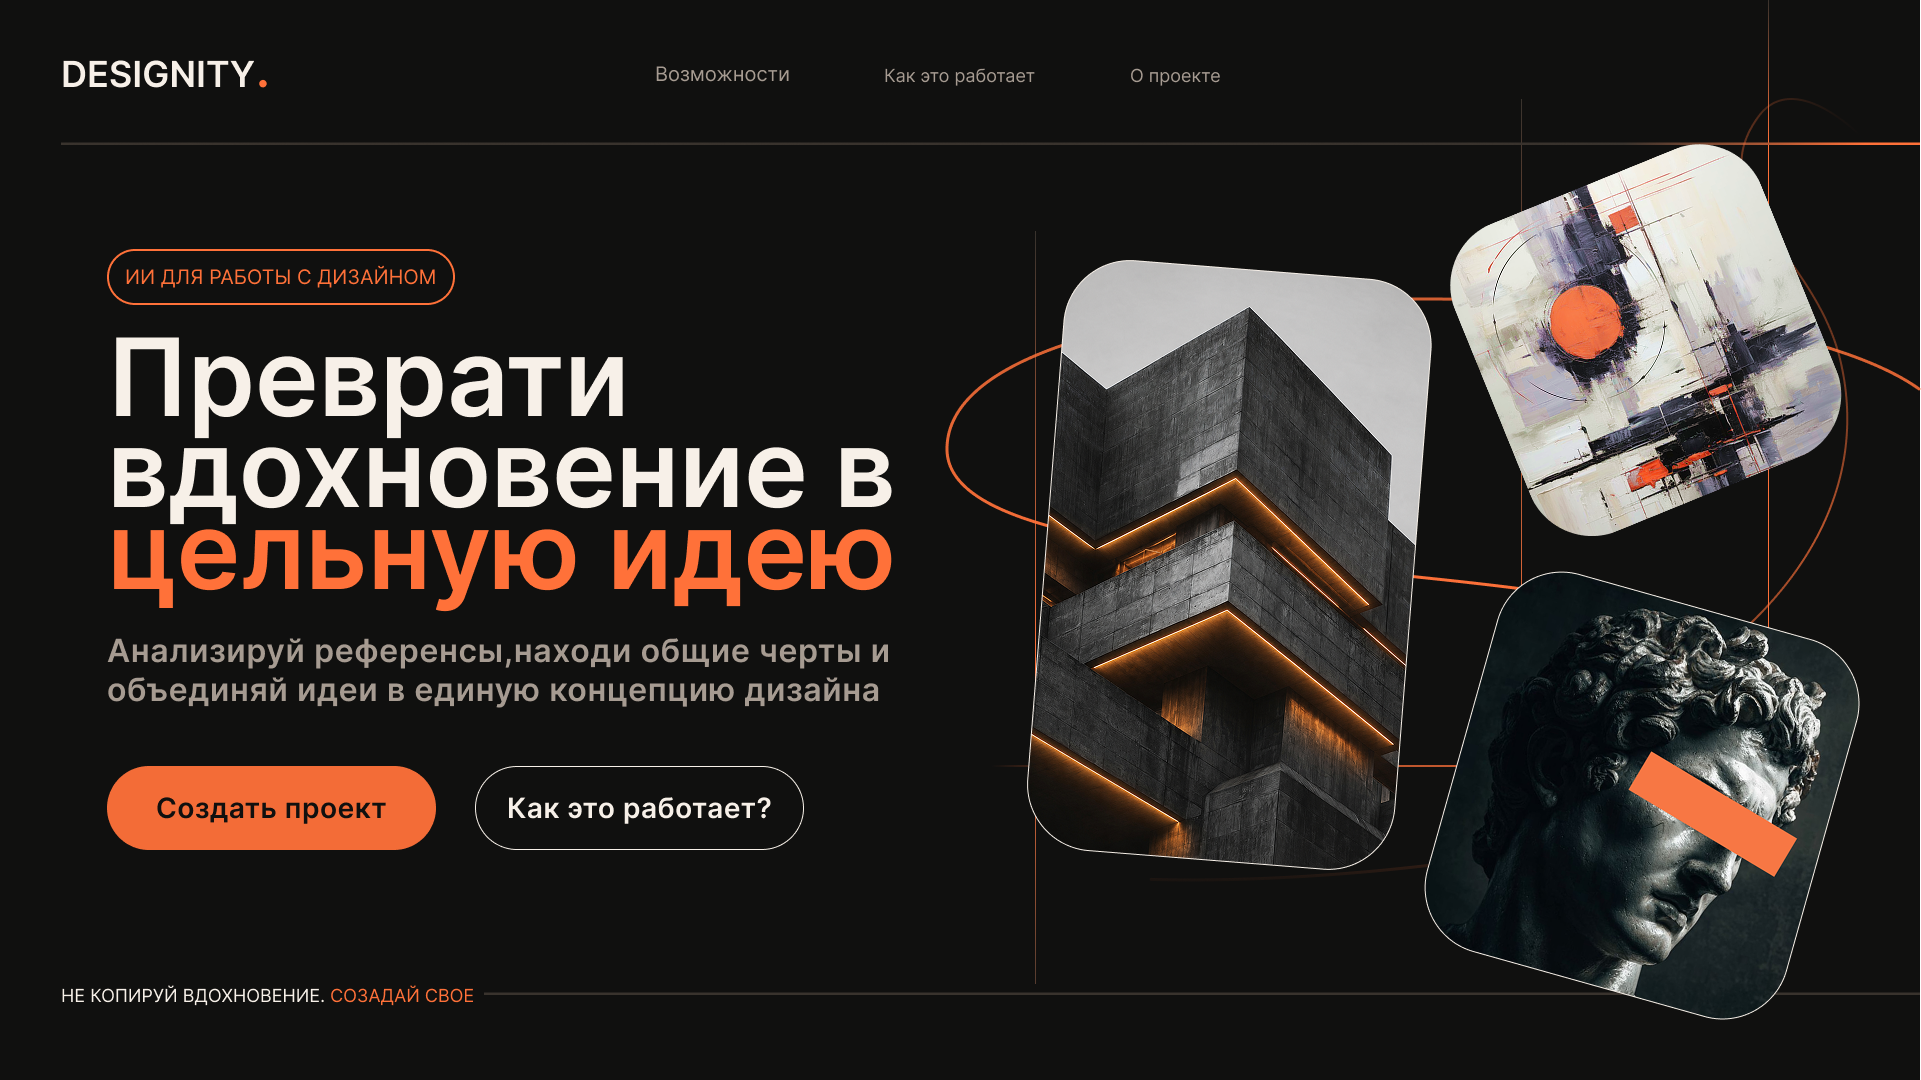 DESIGNITY.
Возможности
Как это работает
О проекте
ИИ ДЛЯ РАБОТЫ С ДИЗАЙНОМ
Преврати
вдохновение в
цельную идею
Анализируй референсы,находи общие черты и
объединяй идеи в единую концепцию дизайна
Создать проект
Как это работает?
НЕ КОПИРУЙ ВДОХНОВЕНИЕ. СОЗАДАЙ СВОЕ